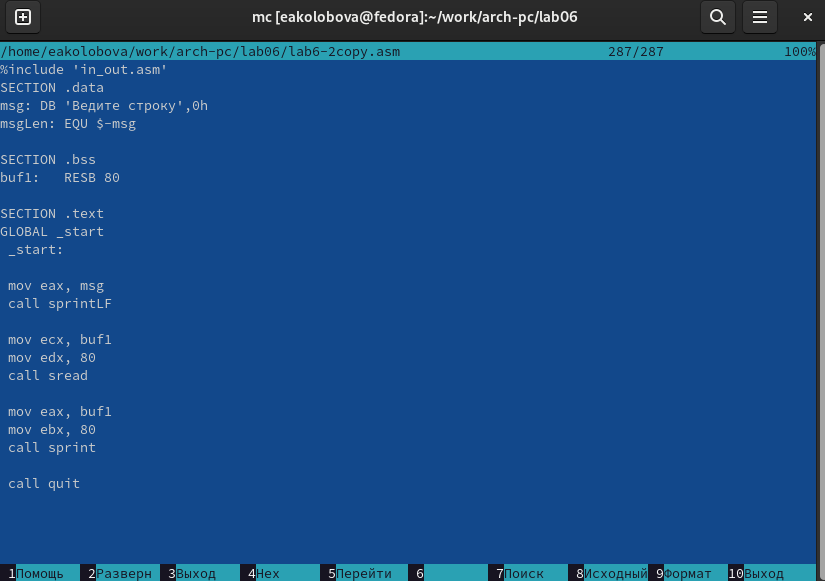 mc [eakolobova@fedora]:~/work/arch-pc/lab06
/home/eakolobova/work/arch-pc/lab06/lab6-2copy.asm 287/287 100%
%include 'in_out.asm'
SECTION .data
msg: DB 'Ведите строку',0h
msgLen: EQU $-msg
SECTION .bss
buf1: RESB 80
SECTION .text
GLOBAL _start
_start:
mov eax, msg
call sprintLF
mov ecx, buf1
mov edx, 80
call sread
mov eax, buf1
mov ebx, 80
call sprint
call quit
1Помощь 2Разверн 3Выход 4Hex 5Перейти 6 7Поиск 8Исходный 9Формат 10Выход